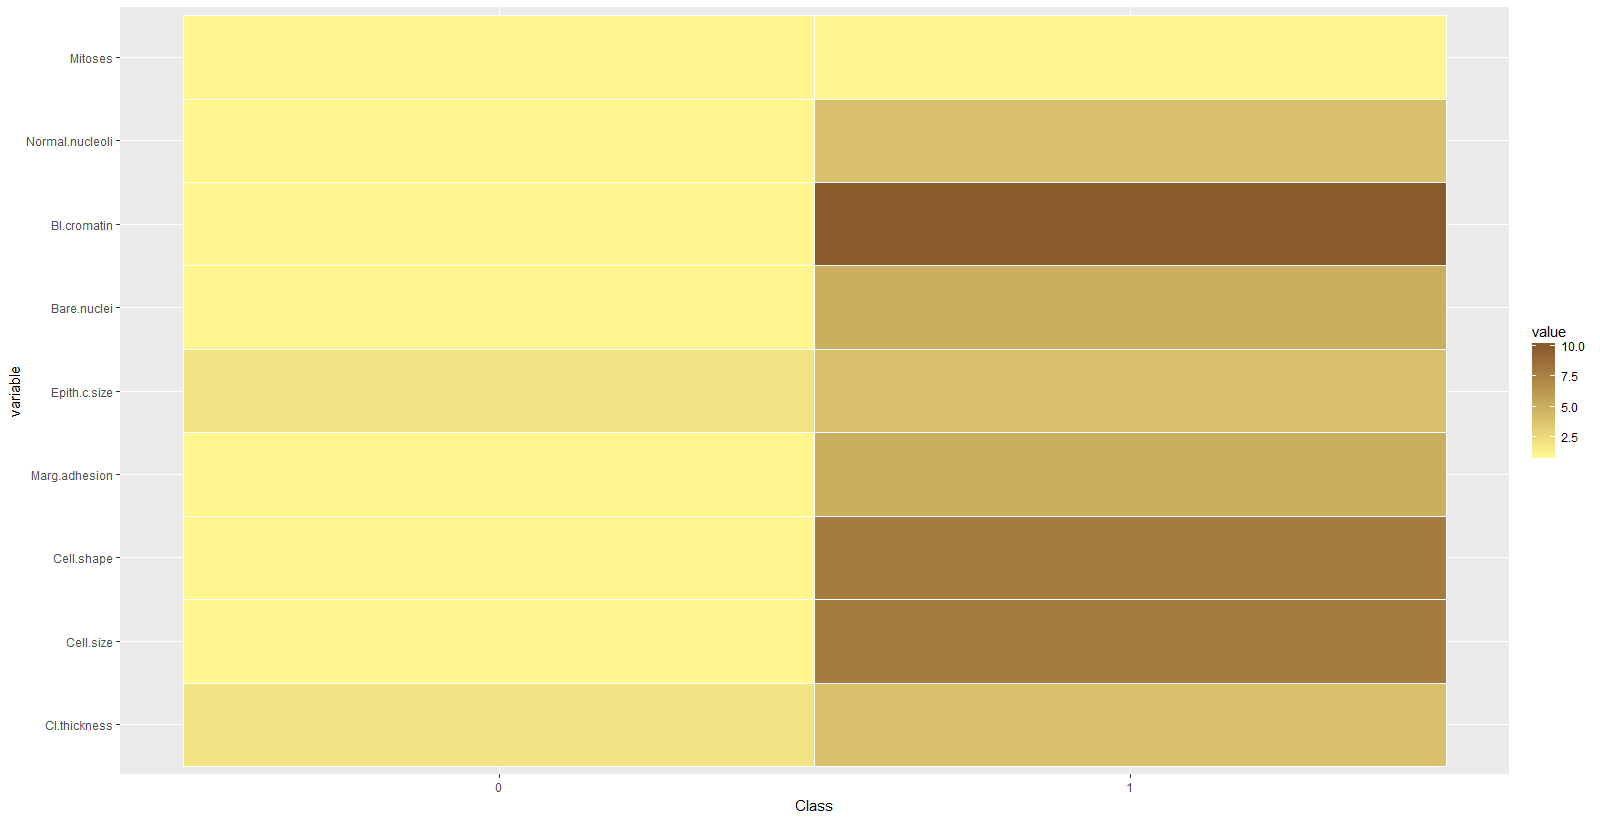 Mitoses
Normal.nucleoli
Bl.cromatin
Bare.nuclei
Epith.c.size
Marg.adhesion
Cell.shape
Cell.size
Cl.thickness
variable
0
1
Class
value
10.0
7.5
5.0
2.5